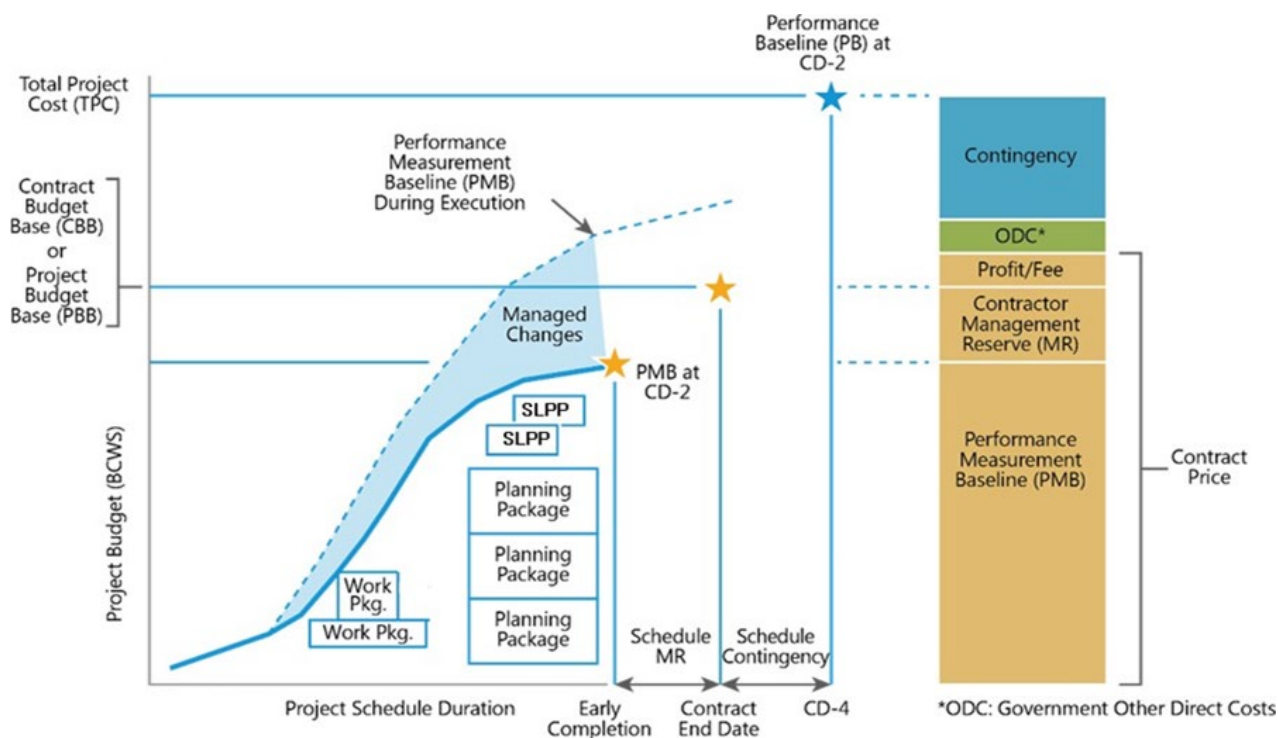 Performance
Baseline (PB) at
CD-2
Total Project
Cost (TPC)
Performance
Measurement
Baseline (PMB)
During Execution
Contract
Budget
Base (CBB)
or
Project
Budget
Base (PBB)
Managed
Changes
PMB at
CD-2
SLPP
SLPP
Planning
Package
Planning
Package
Planning
Package
Work
Pkg.
Work Pkg.
Project Budget (BCWS)
Schedule
MR
Schedule
Contingency
Project Schedule Duration
Early
Completion
Contract
End Date
CD-4
Contingency
ODC*
Profit/Fee
Contractor
Management
Reserve (MR)
Performance
Measurement
Baseline (PMB)
Contract
Price
*ODC: Government Other Direct Costs